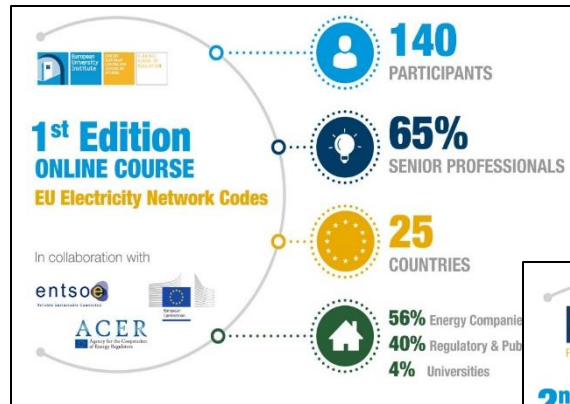 European
University
Institute
1st Edition
ONLINE COURSE
EU Electricity Network Codes
In collaboration with
entsoe
European
Commission
ACER
Agency for the Cooperation
of Energy Regulators
140
PARTICIPANTS
65%
SENIOR PROFESSIONALS
25
COUNTRIES
56% Energy Companie
40% Regulatory & Pub
4% Universities
2n